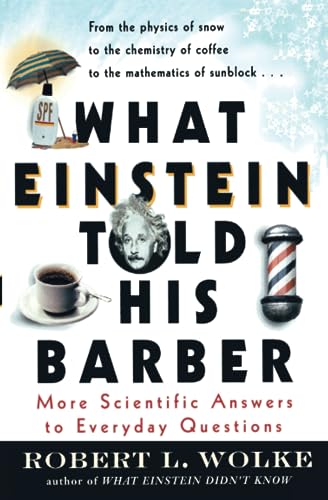 From the physics of snow
to the chemistry of coffee
to the mathematics of sunblock . . .
SPF
WHAT
EINSTEIN
TOLD
HIS
BARBER
More Scientific Answers
to Everyday Questions
ROBERT L. WOLKE
author of WHAT EINSTEIN DIDN'T KNOW